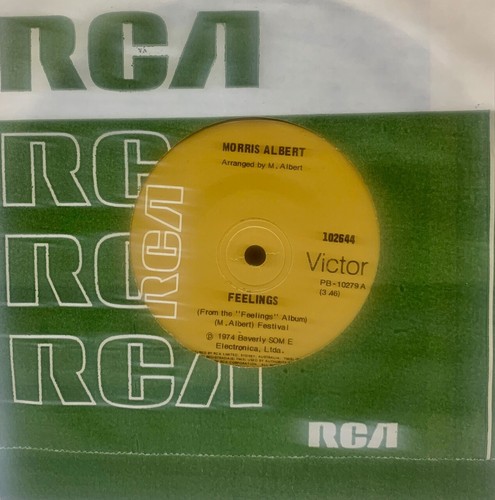 RCA
RCA
RCA
RCA
RCA
RCA
MORRIS ALBERT
Arranged by M. Albert
102644
Victor
PB-10279A
(3.46)
FEELINGS
(From the "Feelings" Album)
(M. Albert) Festival
℗ 1974 Beverly SOM E
Electronica, Ltda.